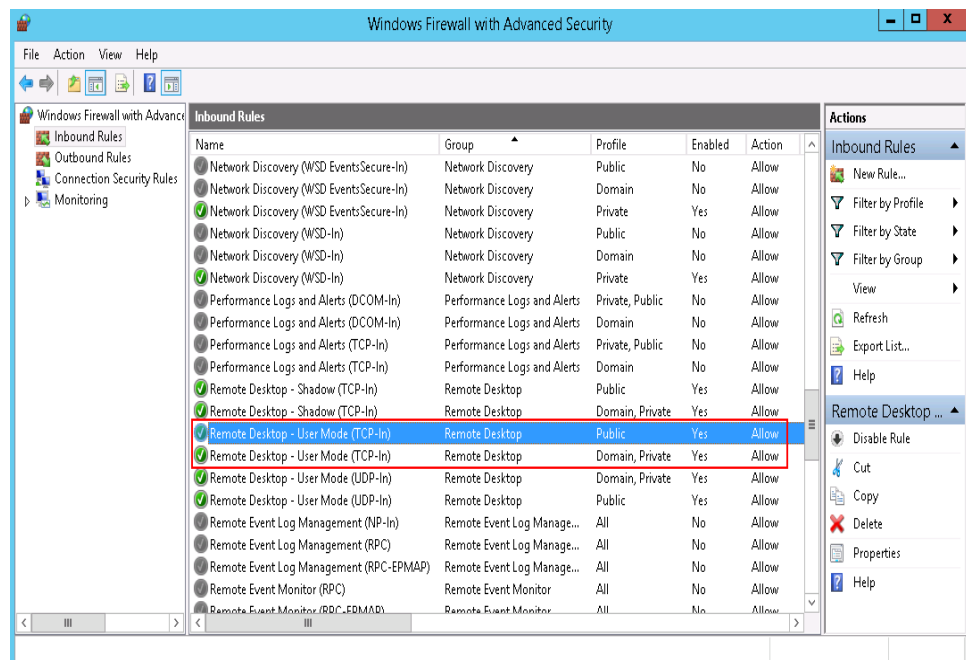 Windows Firewall with Advanced Security
File Action View Help
Windows Firewall with Advance
Inbound Rules
Outbound Rules
Connection Security Rules
Monitoring
Inbound Rules
Name Group Profile Enabled Action
Network Discovery (WSD EventsSecure-In) Network Discovery Public No Allow
Network Discovery (WSD EventsSecure-In) Network Discovery Domain No Allow
Network Discovery (WSD EventsSecure-In) Network Discovery Private Yes Allow
Network Discovery (WSD-In) Network Discovery Public No Allow
Network Discovery (WSD-In) Network Discovery Domain No Allow
Network Discovery (WSD-In) Network Discovery Private Yes Allow
Performance Logs and Alerts (DCOM-In) Performance Logs and Alerts Private, Public No Allow
Performance Logs and Alerts (DCOM-In) Performance Logs and Alerts Domain No Allow
Performance Logs and Alerts (TCP-In) Performance Logs and Alerts Private, Public No Allow
Performance Logs and Alerts (TCP-In) Performance Logs and Alerts Domain No Allow
Remote Desktop - Shadow (TCP-In) Remote Desktop Public Yes Allow
Remote Desktop - Shadow (TCP-In) Remote Desktop Domain, Private Yes Allow
Remote Desktop - User Mode (TCP-In) Remote Desktop Public Yes Allow
Remote Desktop - User Mode (TCP-In) Remote Desktop Domain, Private Yes Allow
Remote Desktop - User Mode (UDP-In) Remote Desktop Domain, Private Yes Allow
Remote Desktop - User Mode (UDP-In) Remote Desktop Public Yes Allow
Remote Event Log Management (NP-In) Remote Event Log Manage... All No Allow
Remote Event Log Management (RPC) Remote Event Log Manage... All No Allow
Remote Event Log Management (RPC-EPMAP) Remote Event Log Manage... All No Allow
Remote Event Monitor (RPC) Remote Event Monitor All No Allow
Remote Event Monitor (RPC-EPMAP) Remote Event Monitor All No Allow
Actions
Inbound Rules
New Rule...
Filter by Profile
Filter by State
Filter by Group
View
Refresh
Export List...
Help
Remote Desktop ...
Disable Rule
Cut
Copy
Delete
Properties
Help